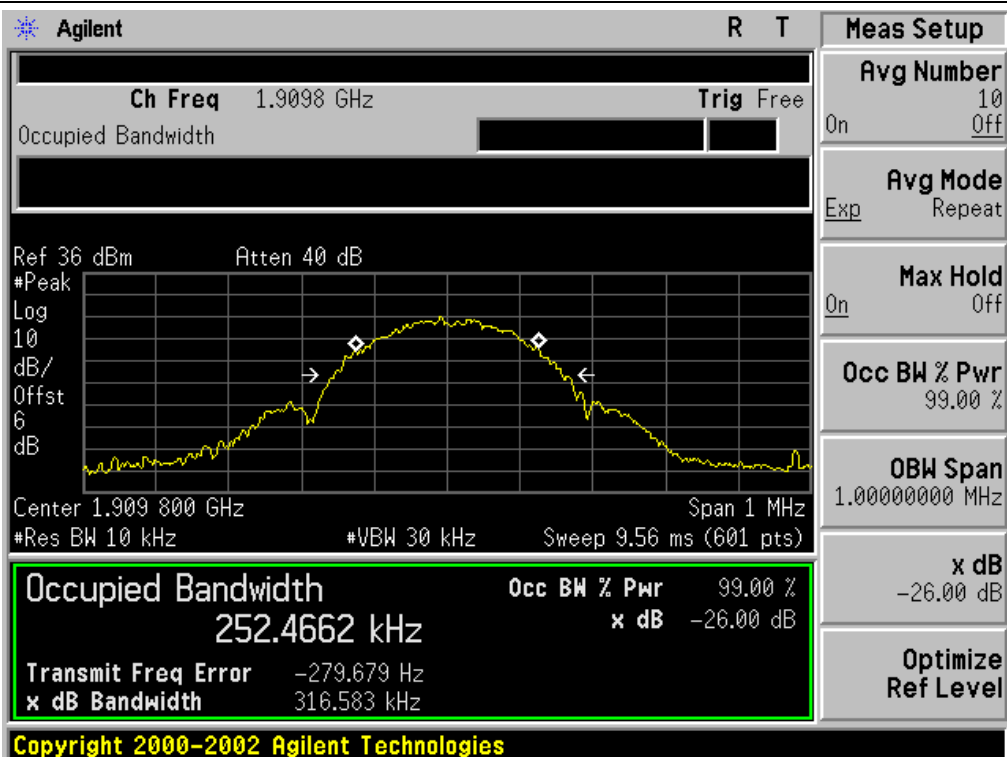 Agilent R T
Ch Freq 1.9098 GHz Trig Free
Occupied Bandwidth
Ref 36 dBm Atten 40 dB
#Peak
Log
10
dB/
Offst
6
dB
Center 1.909 800 GHz Span 1 MHz
#Res BW 10 kHz #VBW 30 kHz Sweep 9.56 ms (601 pts)
Occupied Bandwidth Occ BW % Pwr 99.00 %
252.4662 kHz x dB -26.00 dB
Transmit Freq Error -279.679 Hz
x dB Bandwidth 316.583 kHz
Copyright 2000-2002 Agilent Technologies
Meas Setup
Avg Number
10
On Off
Avg Mode
Exp Repeat
Max Hold
On Off
Occ BW % Pwr
99.00 %
OBW Span
1.00000000 MHz
x dB
-26.00 dB
Optimize
Ref Level